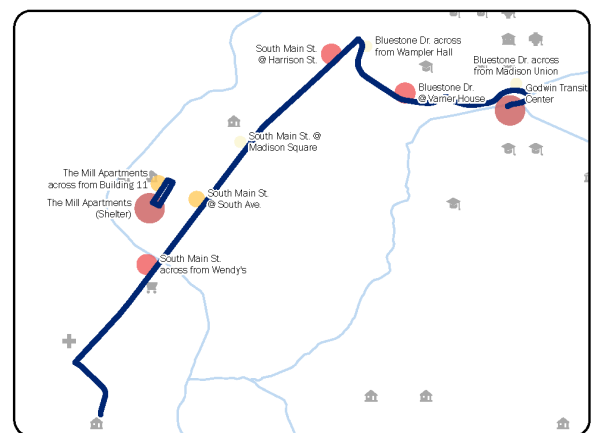 South Main St.
@ Harrison St.
Bluestone Dr. across
from Wampler Hall
Bluestone Dr. across
from Madison Union
Bluestone Dr.
@ Varner House
Godwin Transit
Center
South Main St. @
Madison Square
The Mill Apartments
across from Building 11
The Mill Apartments
(Shelter)
South Main St.
@ South Ave.
South Main St.
across from Wendy's